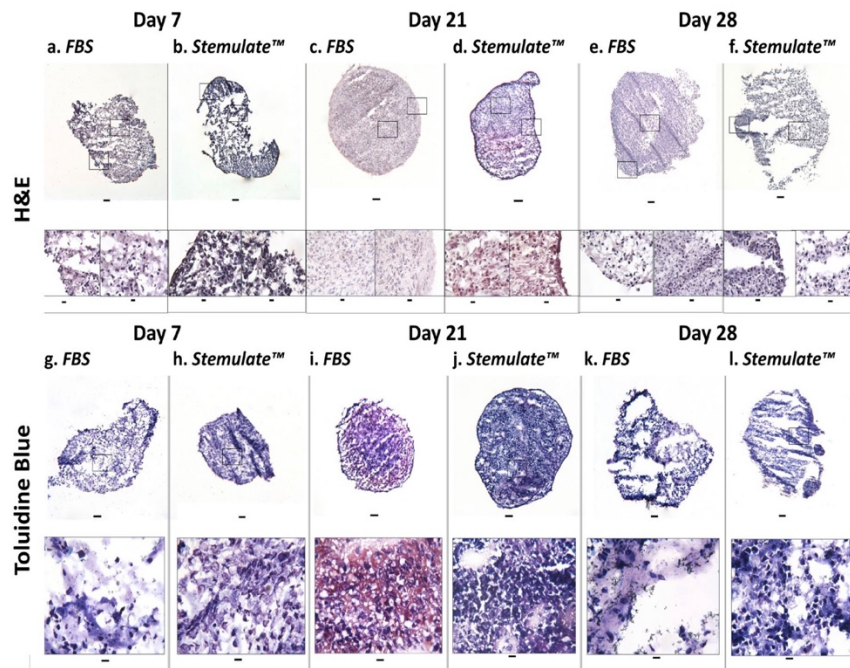 Day 7 Day 21 Day 28
a. FBS b. Stemulate™ c. FBS d. Stemulate™ e. FBS f. Stemulate™
H&E
Day 7 Day 21 Day 28
g. FBS h. Stemulate™ i. FBS j. Stemulate™ k. FBS l. Stemulate™
Toluidine Blue